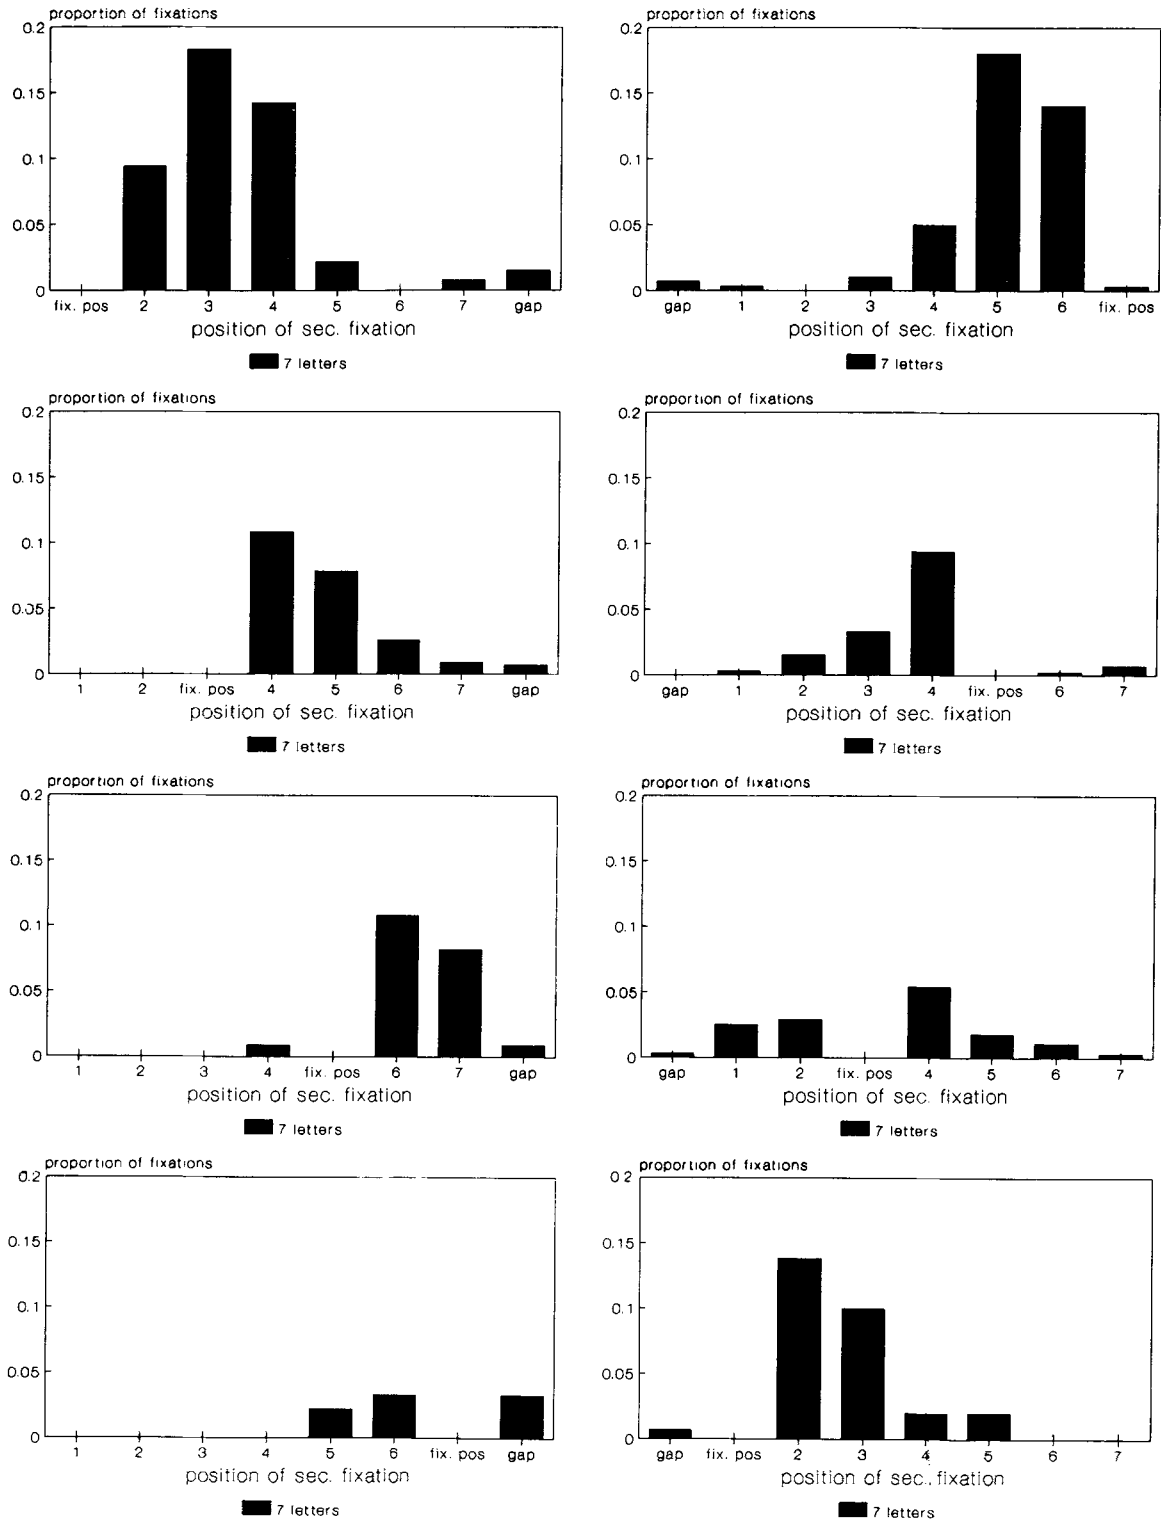 proportion of fixations
0.2
0.15
0.1
0.05
0
fix. pos 2 3 4 5 6 7 gap
position of sec. fixation
7 letters
proportion of fixations
0.2
0.15
0.1
0.05
0
gap 1 2 3 4 5 6 fix. pos
position of sec. fixation
7 letters
proportion of fixations
0.2
0.15
0.1
0.05
0
1 2 fix. pos 4 5 6 7 gap
position of sec. fixation
7 letters
proportion of fixations
0.2
0.15
0.1
0.05
0
gap 1 2 3 4 fix. pos 6 7
position of sec. fixation
7 letters
proportion of fixations
0.2
0.15
0.1
0.05
0
1 2 3 4 fix. pos 6 7 gap
position of sec. fixation
7 letters
proportion of fixations
0.2
0.15
0.1
0.05
0
gap 1 2 fix. pos 4 5 6 7
position of sec. fixation
7 letters
proportion of fixations
0.2
0.15
0.1
0.05
0
1 2 3 4 5 6 fix. pos gap
position of sec. fixation
7 letters
proportion of fixations
0.2
0.15
0.1
0.05
0
gap fix. pos 2 3 4 5 6 7
position of sec. fixation
7 letters